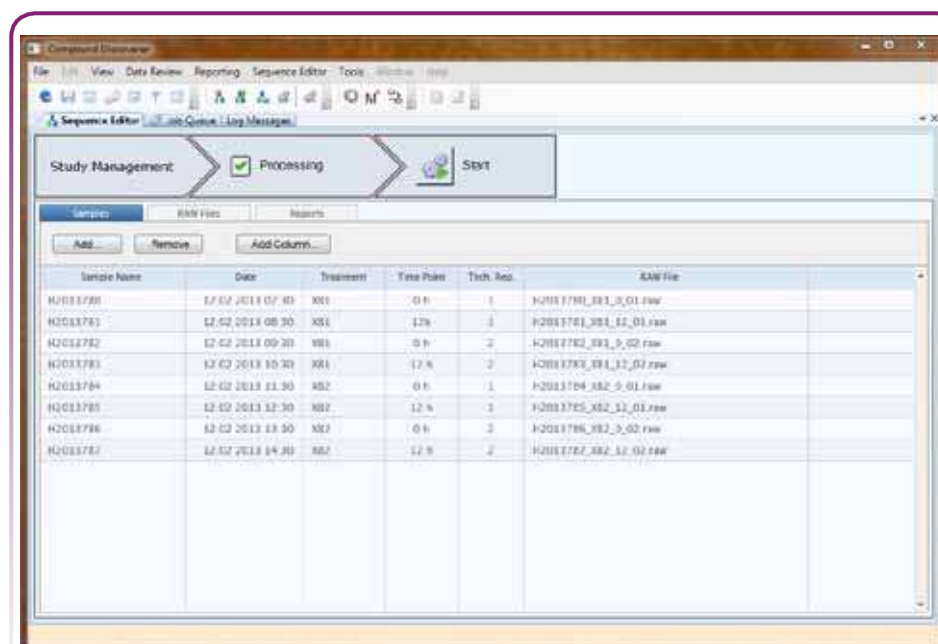 Compound Discoverer
File Edit View Data Review Reporting Sequence Editor Tools Window Help
Sequence Editor Job Queue Log Messages
Study Management Processing Start
Samples RAW Files Reports
Add... Remove Add Column...
Sample Name Date Treatment Time Point Tech. Rep. RAW File
H2013780 12.02.2013 07:30 XB1 0 h 1 H2013780_XB1_0_01.raw
H2013781 12.02.2013 08:30 XB1 12h 1 H2013781_XB1_12_01.raw
H2013782 12.02.2013 09:30 XB1 0 h 2 H2013782_XB1_0_02.raw
H2013783 12.02.2013 10:30 XB1 12 h 2 H2013783_XB1_12_02.raw
H2013784 12.02.2013 11:30 XB2 0 h 1 H2013784_XB2_0_01.raw
H2013785 12.02.2013 12:30 XB2 12 h 1 H2013785_XB2_12_01.raw
H2013786 12.02.2013 13:30 XB2 0 h 2 H2013786_XB2_0_02.raw
H2013787 12.02.2013 14:30 XB2 12 h 2 H2013787_XB2_12_02.raw